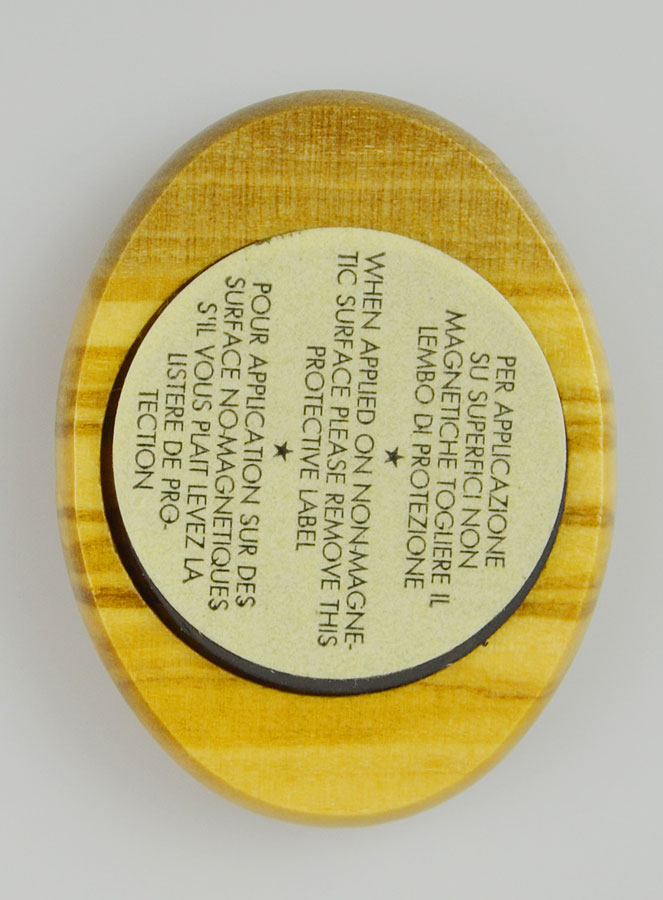 PER APPLICAZIONE
SU SUPERFICI NON
MAGNETICHE TOGLIERE IL
LEMBO DI PROTEZIONE
★
WHEN APPLIED ON NON-MAGNE-
TIC SURFACE PLEASE REMOVE THIS
PROTECTIVE LABEL
★
POUR APPLICATION SUR DES
SURFACE NO-MAGNETIQUES
S'IL VOUS PLAIT LEVEZ LA
LISTERE DE PRO-
TECTION